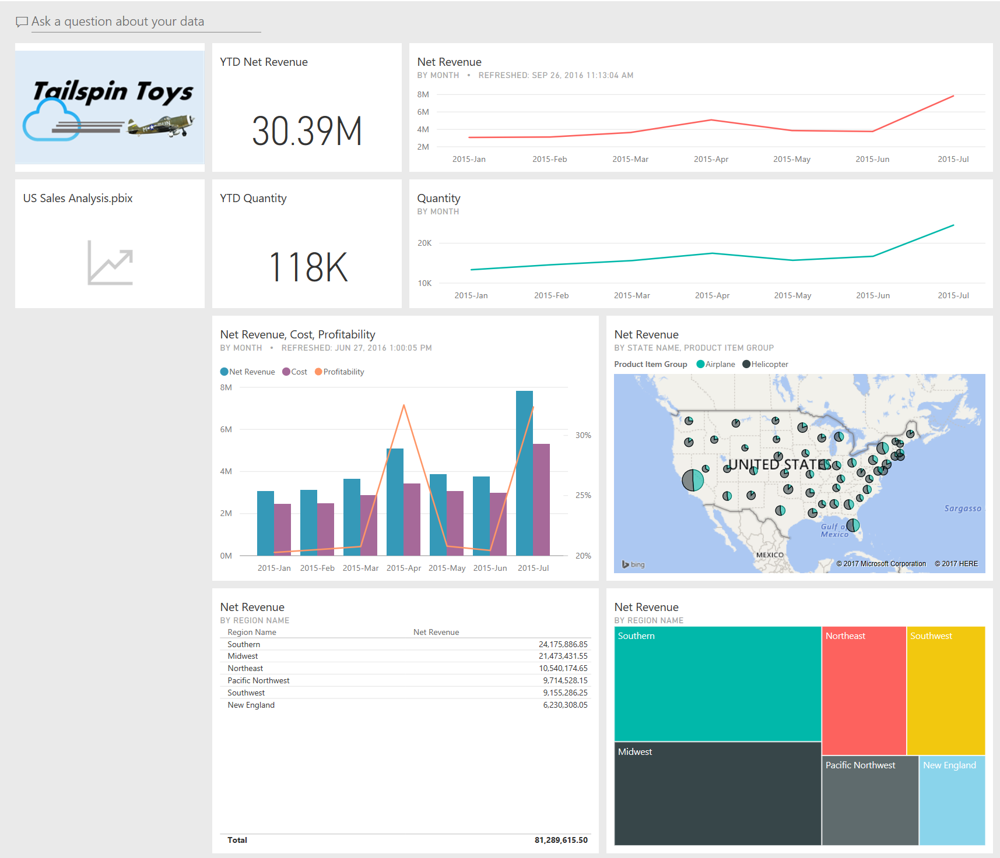 Ask a question about your data
Tailspin Toys
YTD Net Revenue
30.39M
Net Revenue
BY MONTH • REFRESHED: SEP 26, 2016 11:13:04 AM
8M
6M
4M
2M
2015-Jan 2015-Feb 2015-Mar 2015-Apr 2015-May 2015-Jun 2015-Jul
US Sales Analysis.pbix
YTD Quantity
118K
Quantity
BY MONTH
20K
10K
2015-Jan 2015-Feb 2015-Mar 2015-Apr 2015-May 2015-Jun 2015-Jul
Net Revenue, Cost, Profitability
BY MONTH • REFRESHED: JUN 27, 2016 1:00:05 PM
Net Revenue Cost Profitability
8M
6M
4M
2M
0M
30%
25%
20%
2015-Jan 2015-Feb 2015-Mar 2015-Apr 2015-May 2015-Jun 2015-Jul
Net Revenue
BY STATE NAME, PRODUCT ITEM GROUP
Product Item Group Airplane Helicopter
UNITED STATES
Sargasso
Gulf of
Mexico
MEXICO
bing
© 2017 Microsoft Corporation © 2017 HERE
Net Revenue
BY REGION NAME
Region Name Net Revenue
Southern 24,175,886.85
Midwest 21,473,431.55
Northeast 10,540,174.65
Pacific Northwest 9,714,528.15
Southwest 9,155,286.25
New England 6,230,308.05
Total 81,289,615.50
Net Revenue
BY REGION NAME
Southern
Northeast
Southwest
Midwest
Pacific Northwest
New England